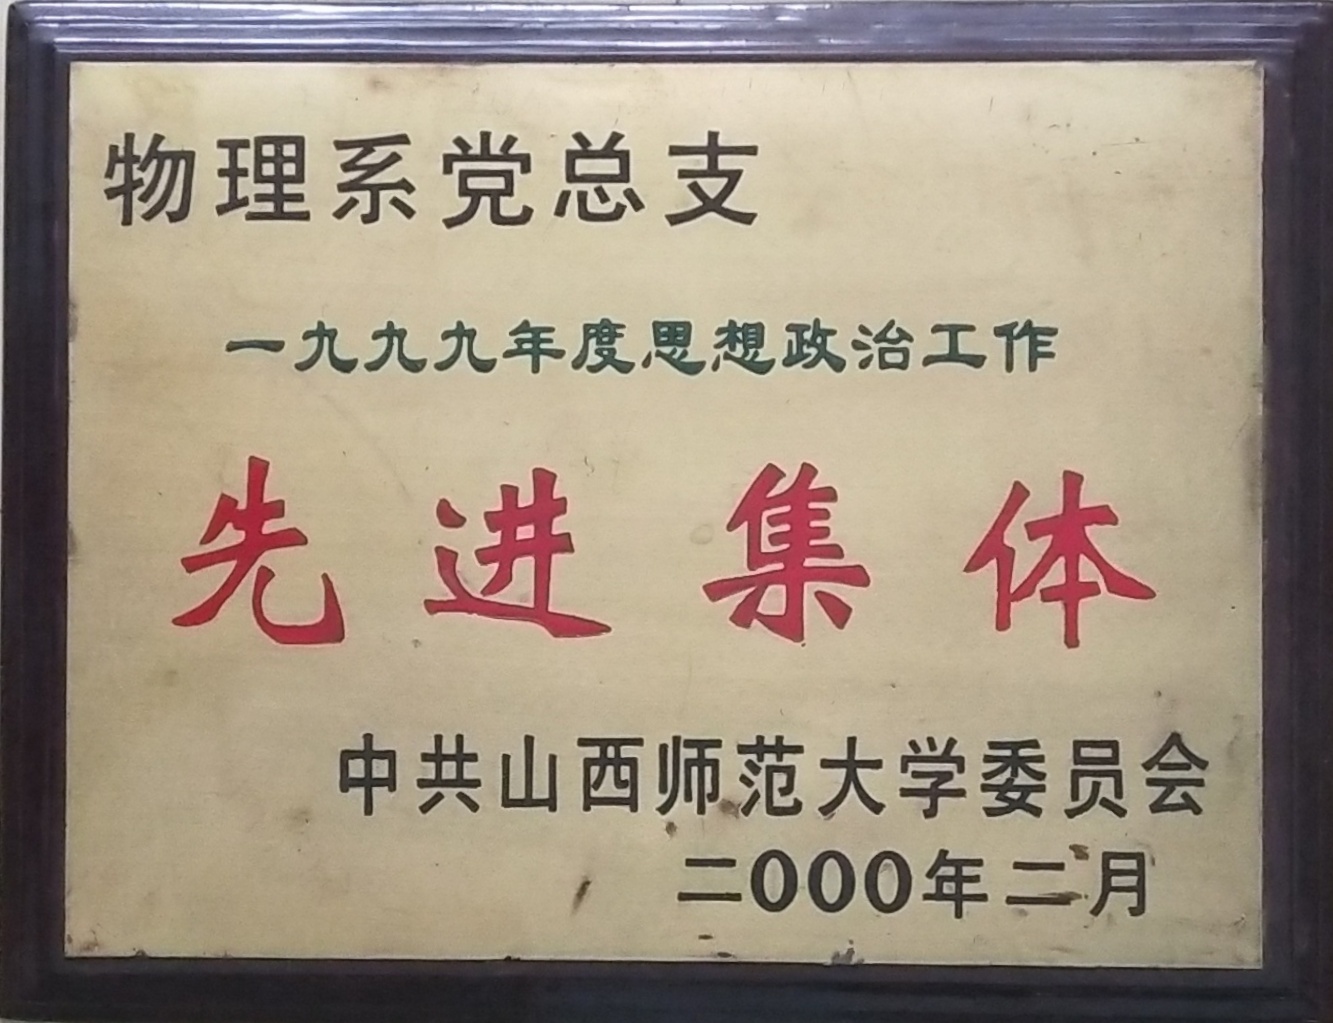 物理系党总支
一九九九年度思想政治工作
先进集体
中共山西师范大学委员会
二000年二月